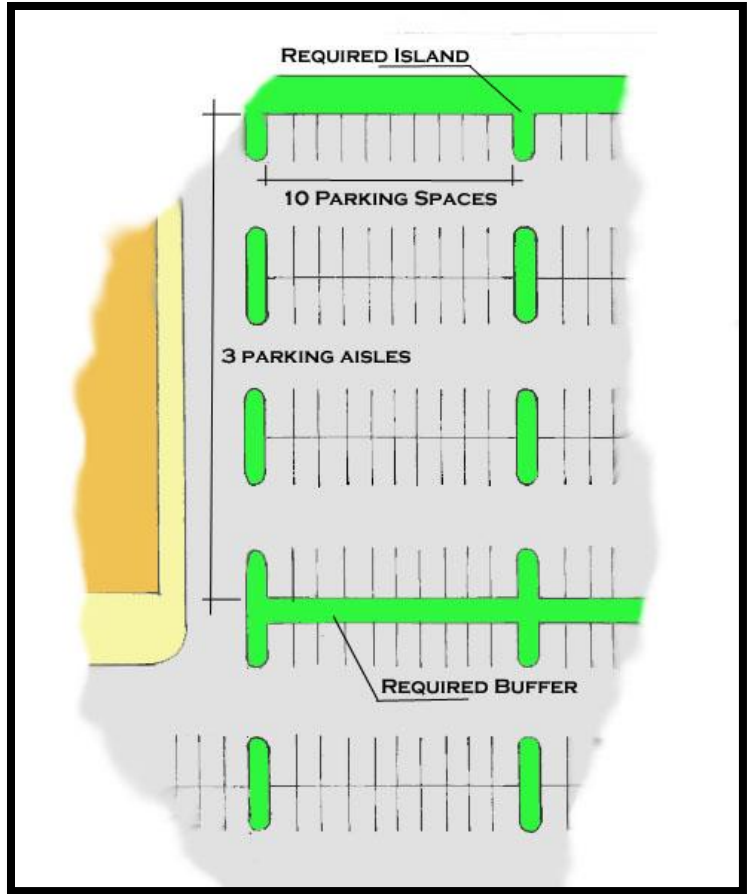 Required Island
10 Parking Spaces
3 parking aisles
Required Buffer